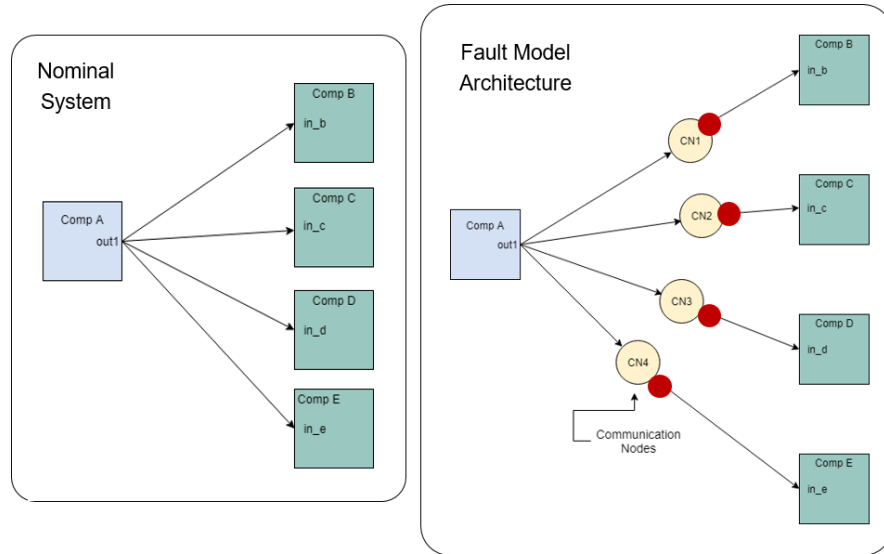 Nominal
System
Comp B
in_b
Comp A
out1
Comp C
in_c
Comp D
in_d
Comp E
in_e
Fault Model
Architecture
Comp B
in_b
CN1
Comp A
out1
CN2
Comp C
in_c
CN3
Comp D
in_d
CN4
Communication
Nodes
Comp E
in_e